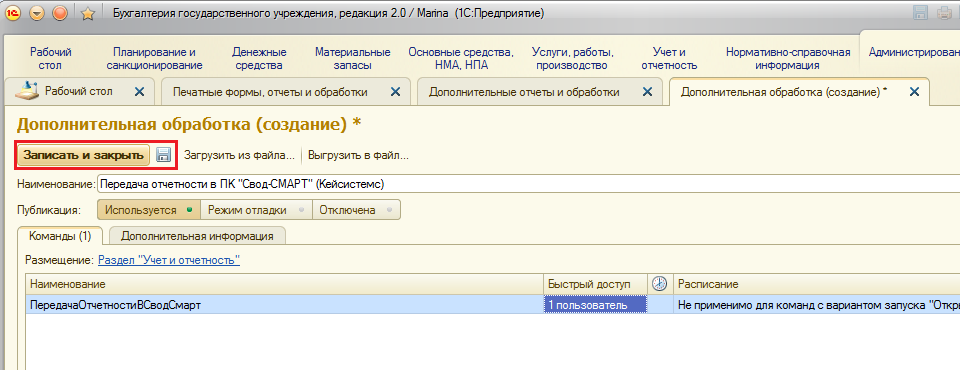 1С Бухгалтерия государственного учреждения, редакция 2.0 / Marina (1С:Предприятие)
Рабочий стол
Планирование и санкционирование
Денежные средства
Материальные запасы
Основные средства, НМА, НПА
Услуги, работы, производство
Учет и отчетность
Нормативно-справочная информация
Администрирован
Рабочий стол
Печатные формы, отчеты и обработки
Дополнительные отчеты и обработки
Дополнительная обработка (создание) *
Дополнительная обработка (создание) *
Записать и закрыть Загрузить из файла... Выгрузить в файл...
Наименование: Передача отчетности в ПК "Свод-СМАРТ" (Кейсистемс)
Публикация: Используется Режим отладки Отключена
Команды (1) Дополнительная информация
Размещение: Раздел "Учет и отчетность"
Наименование Быстрый доступ Расписание
ПередачаОтчетностиВСводСмарт 1 пользователь Не применимо для команд с вариантом запуска "Откры